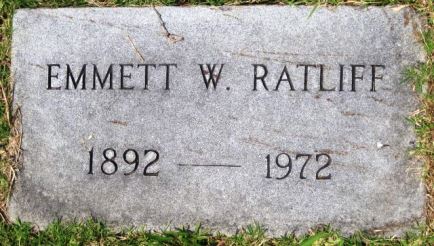 EMMETT W. RATLIFF
1892 — 1972